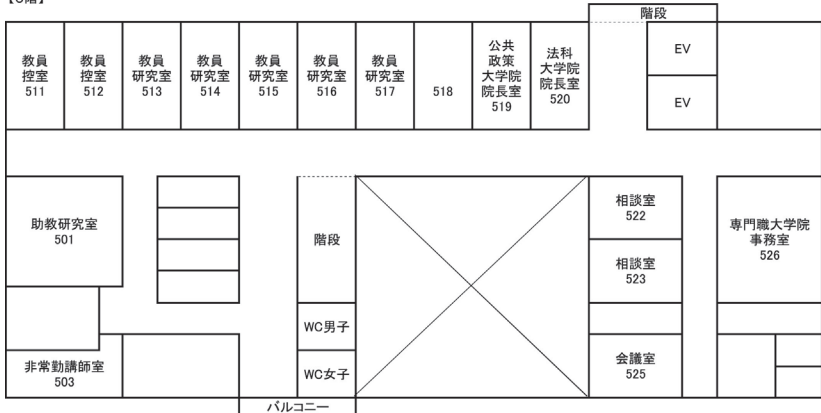 階段
教員
控室
511
教員
控室
512
教員
研究室
513
教員
研究室
514
教員
研究室
515
教員
研究室
516
教員
研究室
517
518
公共
政策
大学院
院長室
519
法科
大学院
院長室
520
EV
EV
助教研究室
501
階段
相談室
522
専門職大学院
事務室
526
相談室
523
WC男子
非常勤講師室
503
WC女子
会議室
525
バルコニー